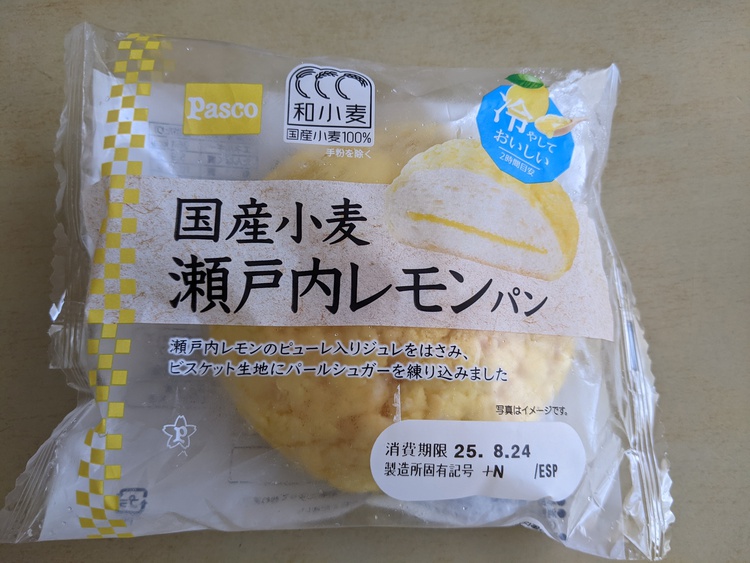 Pasco
和小麦
国産小麦100%
手粉を除く
冷やして
おいしい
2時間目安
国産小麦
瀬戸内レモンパン
瀬戸内レモンのピューレ入りジュレをはさみ、
ビスケット生地にパールシュガーを練り込みました
写真はイメージです。
消費期限 25. 8.24
製造所固有記号 +N /ESP
P
プラ